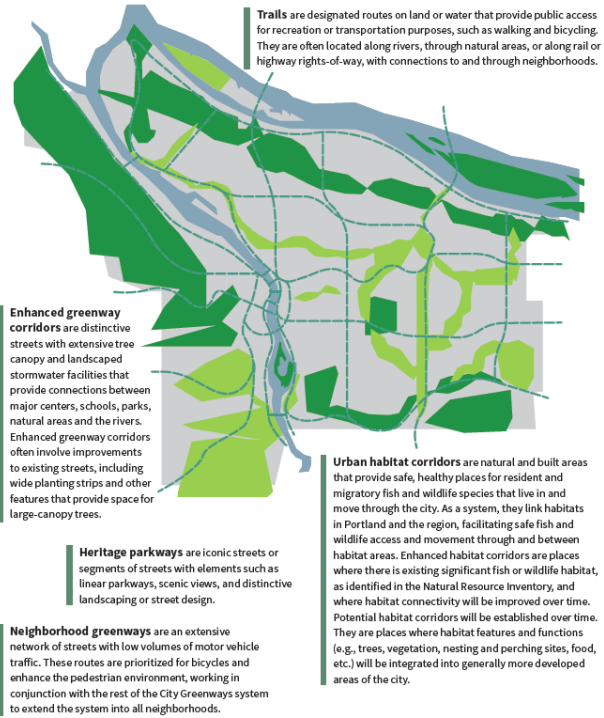 Trails are designated routes on land or water that provide public access
for recreation or transportation purposes, such as walking and bicycling.
They are often located along rivers, through natural areas, or along rail or
highway rights-of-way, with connections to and through neighborhoods.
Enhanced greenway
corridors are distinctive
streets with extensive tree
canopy and landscaped
stormwater facilities that
provide connections between
major centers, schools, parks,
natural areas and the rivers.
Enhanced greenway corridors
often involve improvements
to existing streets, including
wide planting strips and other
features that provide space for
large-canopy trees.
Urban habitat corridors are natural and built areas
that provide safe, healthy places for resident and
migratory fish and wildlife species that live in and
move through the city. As a system, they link habitats
in Portland and the region, facilitating safe fish and
wildlife access and movement through and between
habitat areas. Enhanced habitat corridors are places
where there is existing significant fish or wildlife habitat,
as identified in the Natural Resource Inventory, and
where habitat connectivity will be improved over time.
Potential habitat corridors will be established over time.
They are places where habitat features and functions
(e.g., trees, vegetation, nesting and perching sites, food,
etc.) will be integrated into generally more developed
areas of the city.
Heritage parkways are iconic streets or
segments of streets with elements such as
linear parkways, scenic views, and distinctive
landscaping or street design.
Neighborhood greenways are an extensive
network of streets with low volumes of motor vehicle
traffic. These routes are prioritized for bicycles and
enhance the pedestrian environment, working in
conjunction with the rest of the City Greenways system
to extend the system into all neighborhoods.